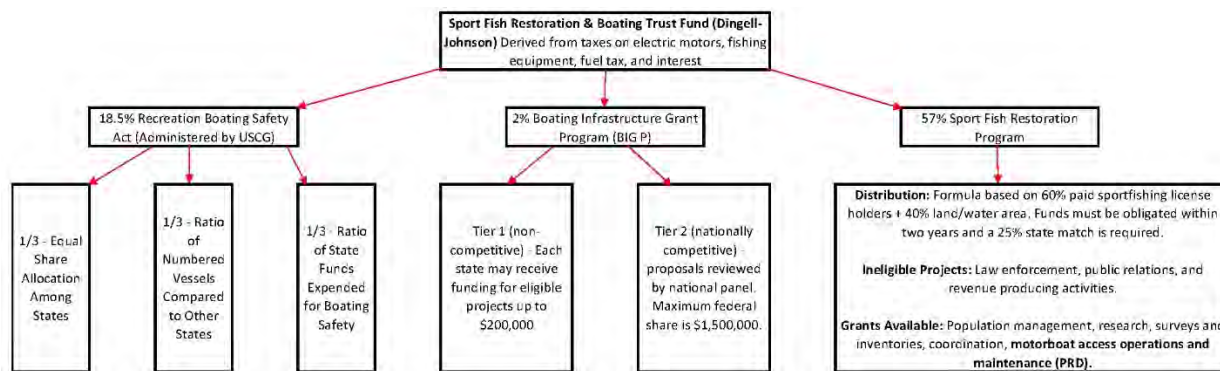 Sport Fish Restoration & Boating Trust Fund (Dingell-
Johnson) Derived from taxes on electric motors, fishing
equipment, fuel tax, and interest
18.5% Recreation Boating Safety
Act (Administered by USCG)
2% Boating Infrastructure Grant
Program (BIG P)
57% Sport Fish Restoration
Program
1/3 - Equal
Share
Allocation
Among
States
1/3 - Ratio
of
Numbered
Vessels
Compared
to Other
States
1/3 - Ratio
of State
Funds
Expended
for Boating
Safety
Tier 1 (non-
competitive) - Each
state may receive
funding for eligible
projects up to
$200,000
Tier 2 (nationally
competitive) -
proposals reviewed
by national panel.
Maximum federal
share is $1,500,000.
Distribution: Formula based on 60% paid sportfishing license
holders + 40% land/water area. Funds must be obligated within
two years and a 25% state match is required.
Ineligible Projects: Law enforcement, public relations, and
revenue producing activities.
Grants Available: Population management, research, surveys and
inventories, coordination, motorboat access operations and
maintenance (PRD).